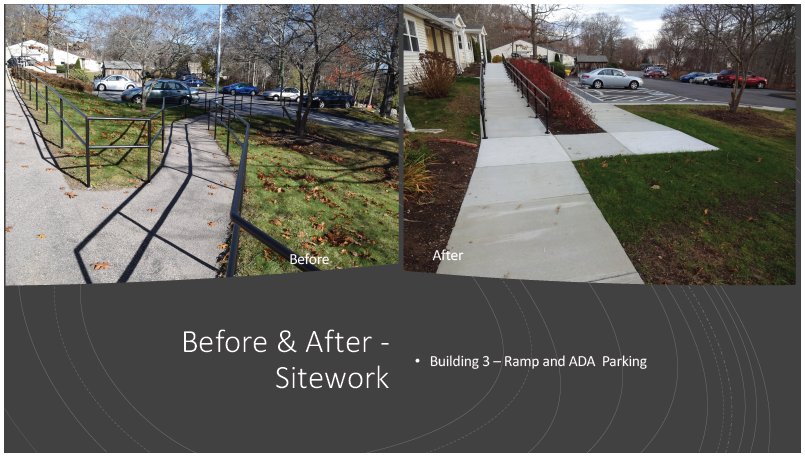 Before
After
Before & After -
Sitework
• Building 3 – Ramp and ADA Parking